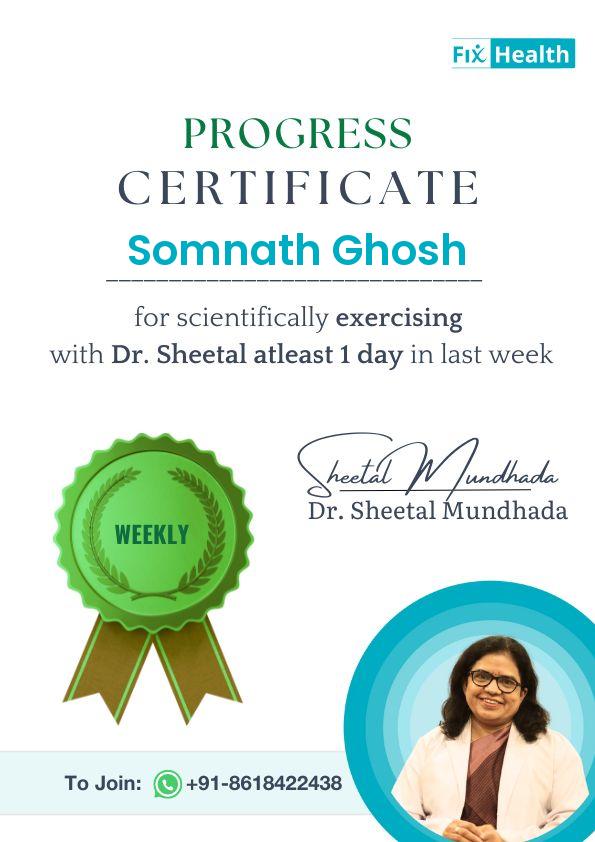 Fix Health
PROGRESS
CERTIFICATE
Somnath Ghosh
for scientifically exercising
with Dr. Sheetal atleast 1 day in last week
Sheetal Mundhada
Dr. Sheetal Mundhada
WEEKLY
To Join: +91-8618422438